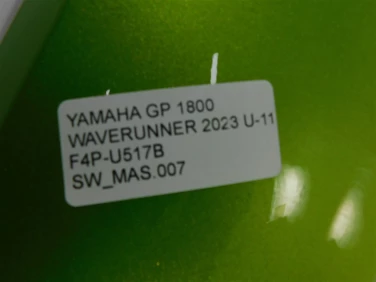 YAMAHA GP 1800
WAVERUNNER 2023 U-11
F4P-U517B
SW_MAS.007